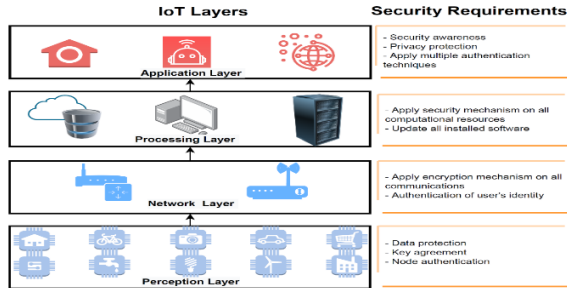 IoT Layers
Security Requirements
Application Layer
- Security awareness
- Privacy protection
- Apply multiple authentication
techniques
Processing Layer
- Apply security mechanism on all
computational resources
- Update all installed software
Network Layer
- Apply encryption mechanism on all
communications
- Authentication of user's identity
Perception Layer
- Data protection
- Key agreement
- Node authentication